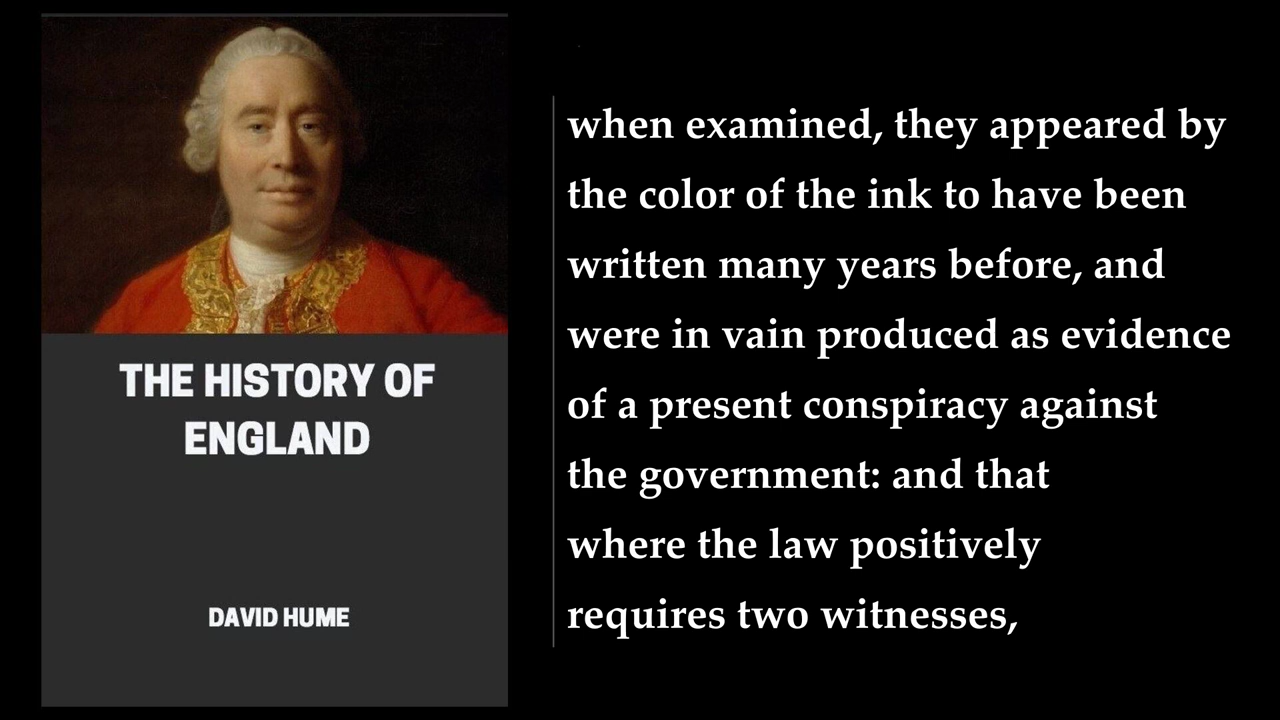 THE HISTORY OF
ENGLAND
DAVID HUME
when examined, they appeared by
the color of the ink to have been
written many years before, and
were in vain produced as evidence
of a present conspiracy against
the government: and that
where the law positively
requires two witnesses,